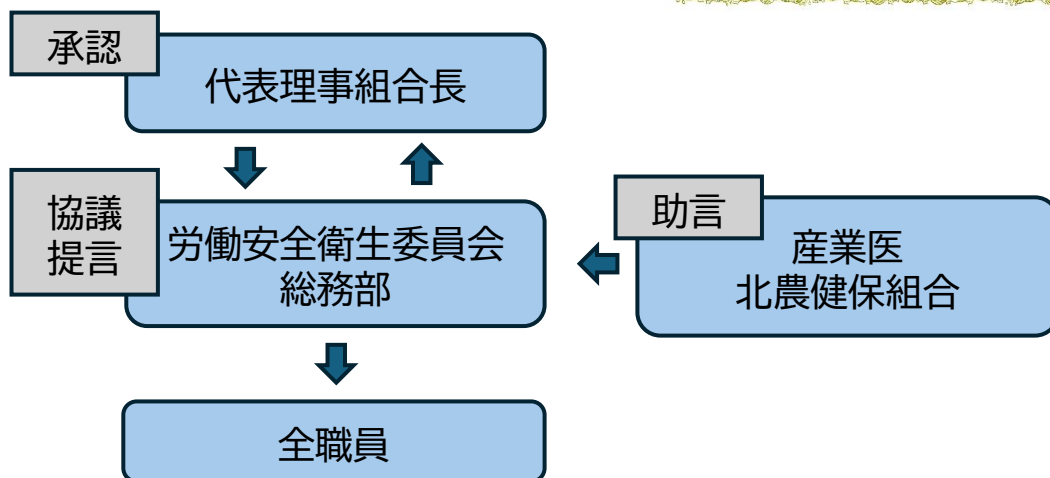 承認
代表理事組合長
協議
提言
労働安全衛生委員会
総務部
助言
産業医
北農健保組合
全職員